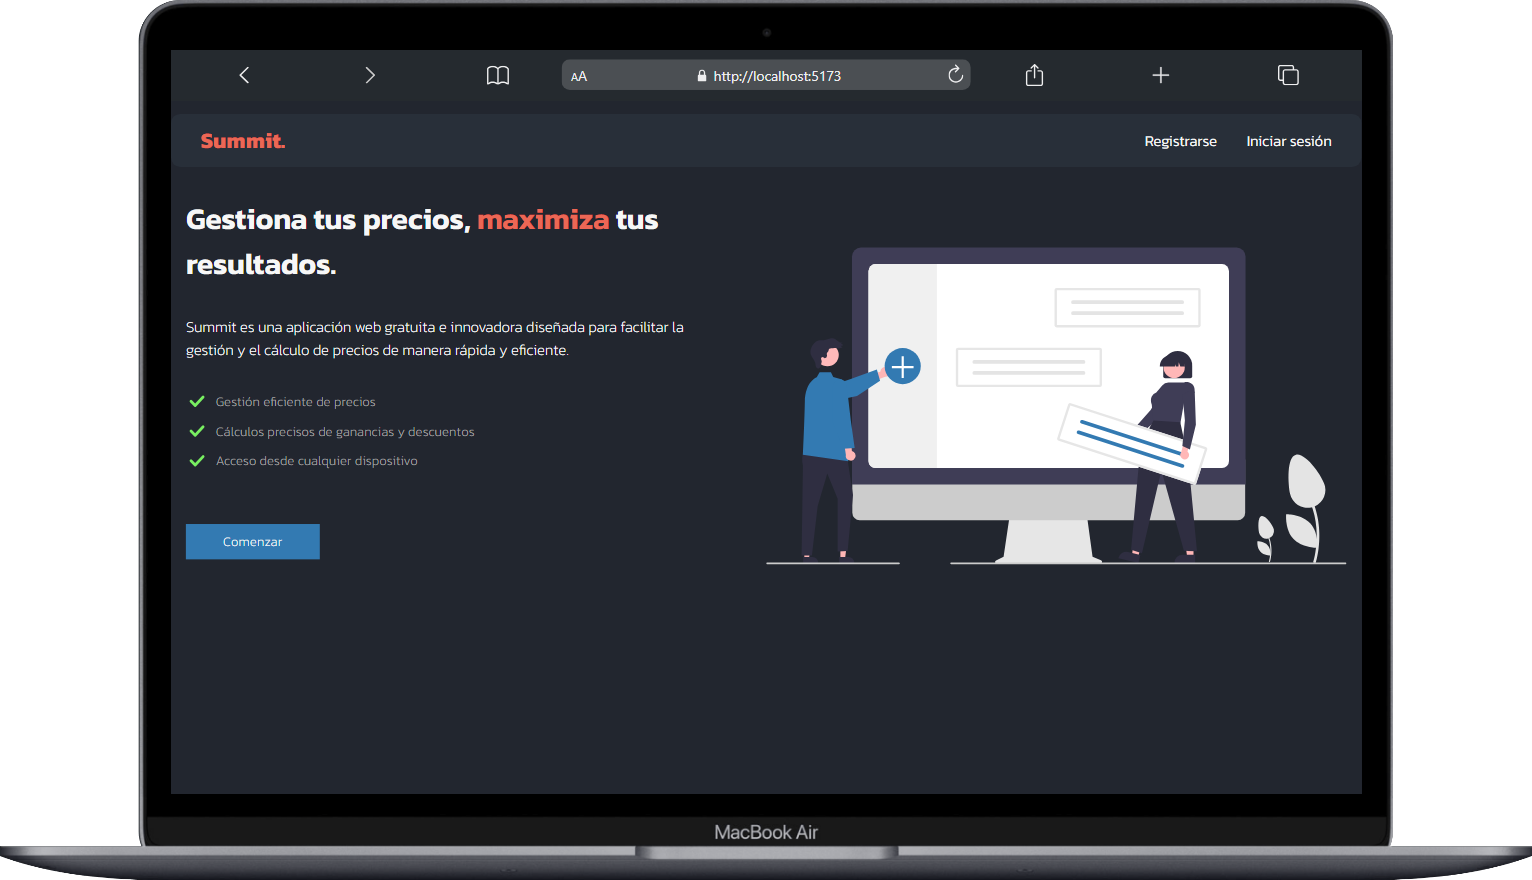 AA
http://localhost:5173
Summit.
Registrarse
Iniciar sesión
Gestiona tus precios, maximiza tus
resultados.
Summit es una aplicación web gratuita e innovadora diseñada para facilitar la
gestión y el cálculo de precios de manera rápida y eficiente.
Gestión eficiente de precios
Cálculos precisos de ganancias y descuentos
Acceso desde cualquier dispositivo
Comenzar
MacBook Air